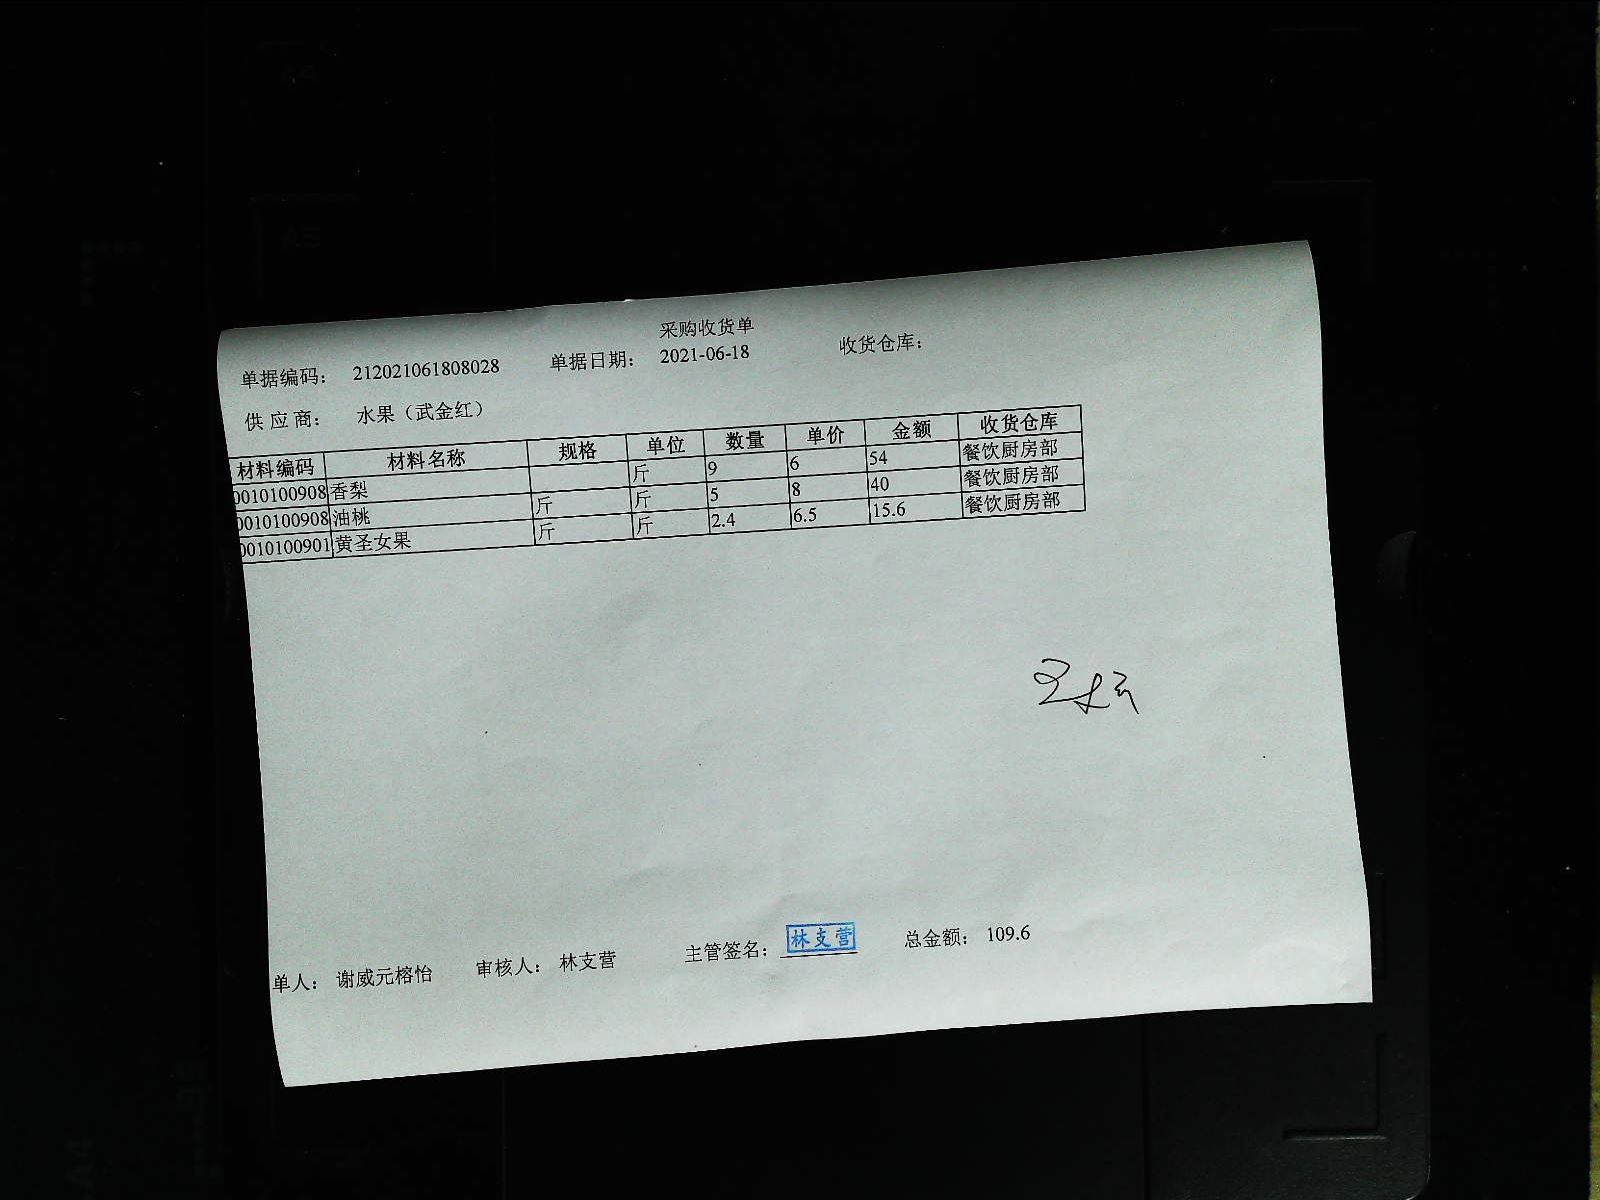 采购收货单
单据编码： 212021061808028 单据日期： 2021-06-18 收货仓库：
供 应 商： 水果（武金红）
材料编码 材料名称 规格 单位 数量 单价 金额 收货仓库
0010100908 香梨 斤 9 6 54 餐饮厨房部
0010100908 油桃 斤 斤 5 8 40 餐饮厨房部
0010100901 黄圣女果 斤 斤 2.4 6.5 15.6 餐饮厨房部
单人： 谢威元榕怡 审核人： 林支营 主管签名： 林支营 总金额： 109.6